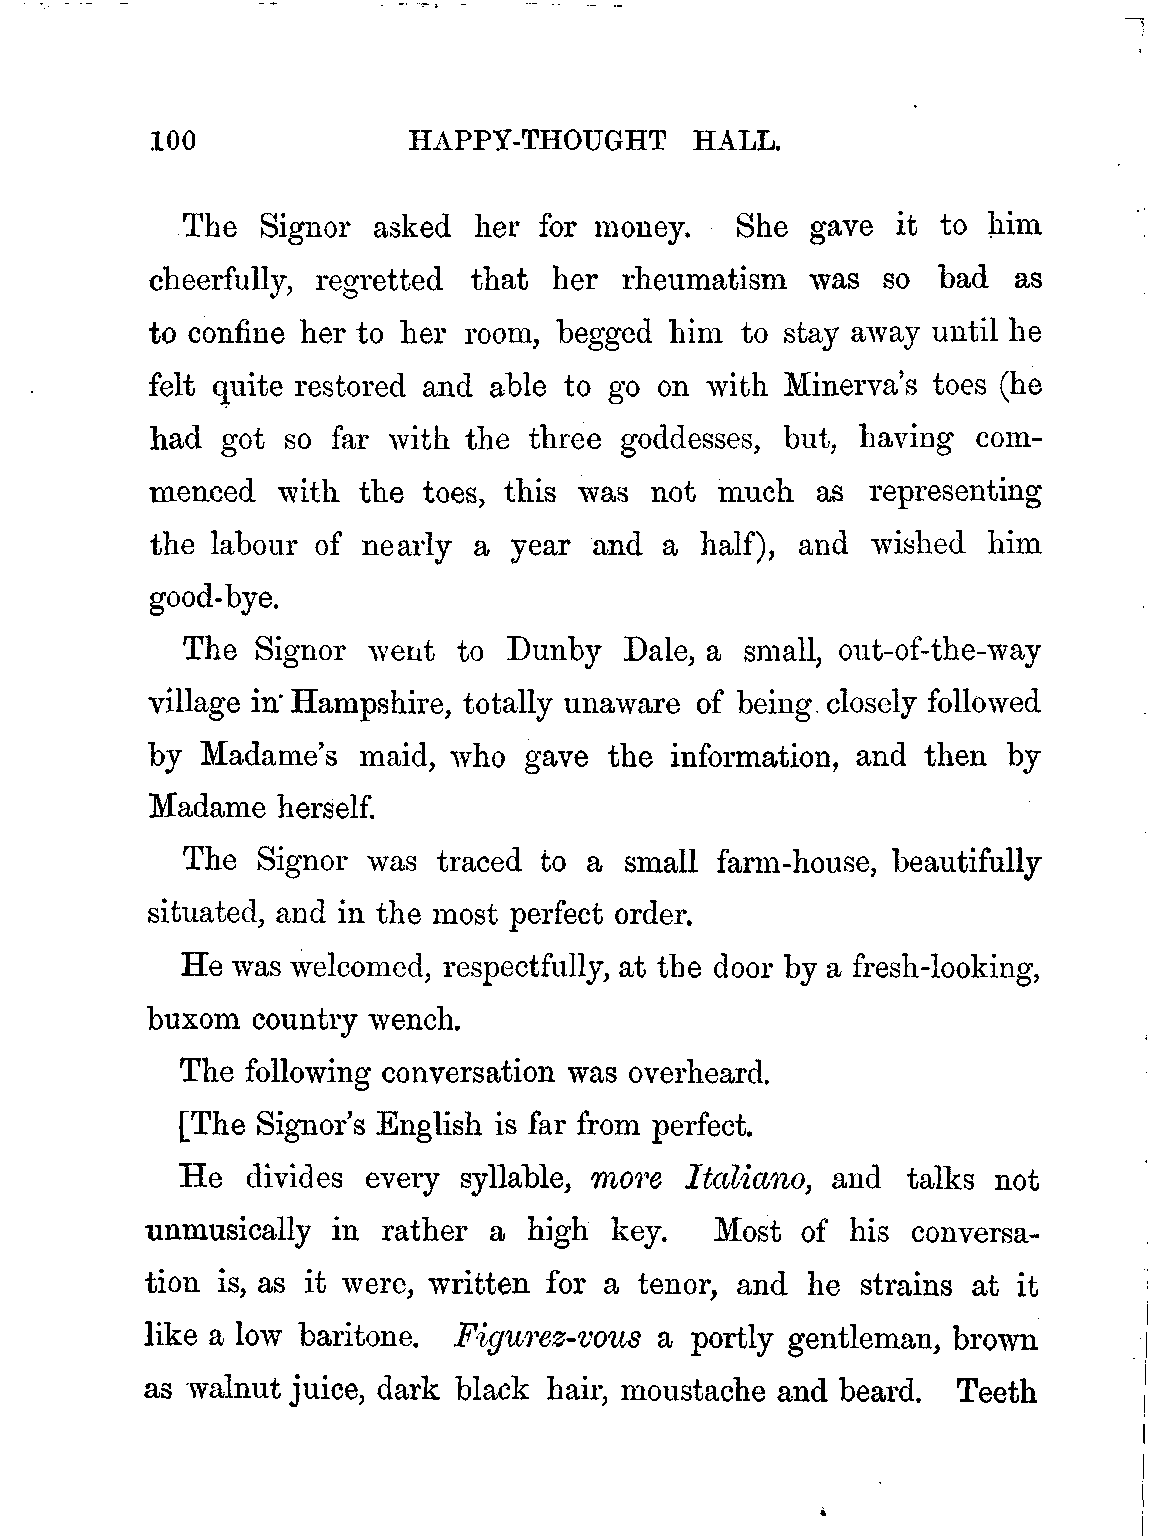 100 HAPPY-THOUGHT HALL.
The Signor asked her for money. She gave it to him
cheerfully, regretted that her rheumatism was so bad as
to confine her to her room, begged him to stay away until he
felt quite restored and able to go on with Minerva's toes (he
had got so far with the three goddesses, but, having com-
menced with the toes, this was not much as representing
the labour of nearly a year and a half), and wished him
good-bye.
The Signor went to Dunby Dale, a small, out-of-the-way
village in Hampshire, totally unaware of being closely followed
by Madame's maid, who gave the information, and then by
Madame herself.
The Signor was traced to a small farm-house, beautifully
situated, and in the most perfect order.
He was welcomed, respectfully, at the door by a fresh-looking,
buxom country wench.
The following conversation was overheard.
[The Signor's English is far from perfect.
He divides every syllable, more Italiano, and talks not
unmusically in rather a high key. Most of his conversa-
tion is, as it were, written for a tenor, and he strains at it
like a low baritone. Figurez-vous a portly gentleman, brown
as walnut juice, dark black hair, moustache and beard. Teeth